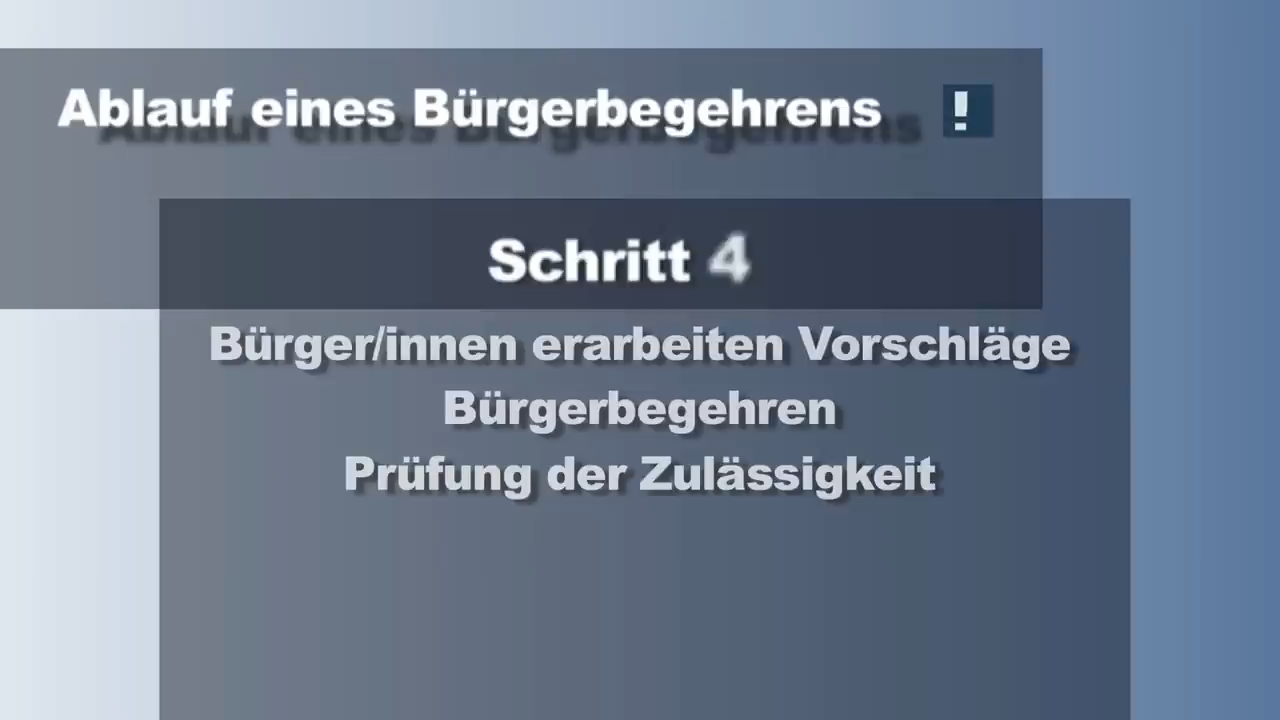 Ablauf eines Bürgerbegehrens !
Schritt 4
Bürger/innen erarbeiten Vorschläge
Bürgerbegehren
Prüfung der Zulässigkeit